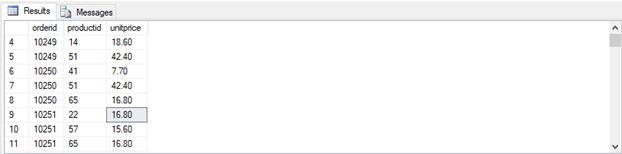 Results Messages
orderid productid unitprice
4 10249 14 18.60
5 10249 51 42.40
6 10250 41 7.70
7 10250 51 42.40
8 10250 65 16.80
9 10251 22 16.80
10 10251 57 15.60
11 10251 65 16.80